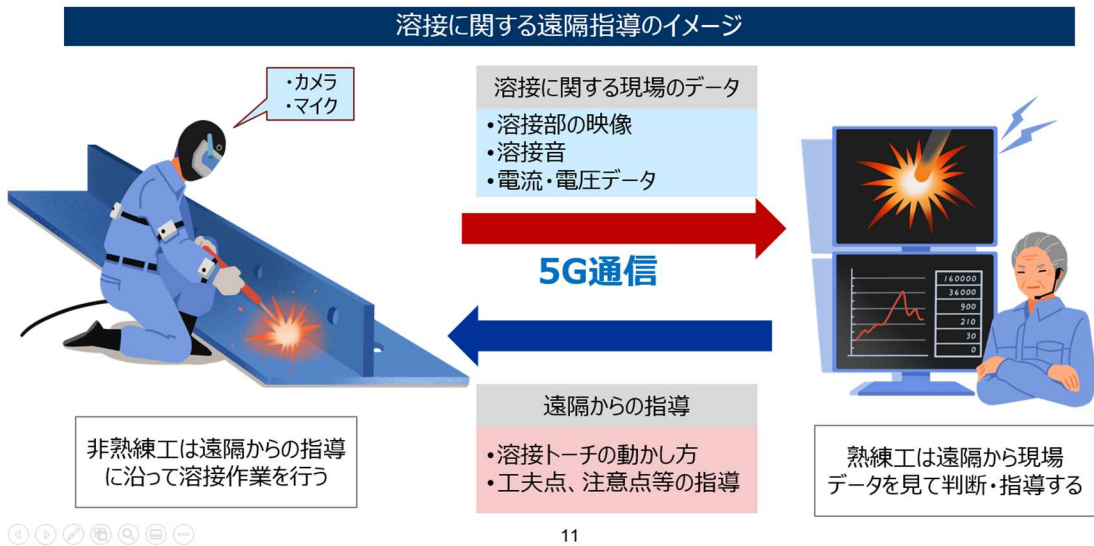 溶接に関する遠隔指導のイメージ
・カメラ
・マイク
溶接に関する現場のデータ
•溶接部の映像
•溶接音
•電流・電圧データ
5G通信
160000
36000
900
210
30
0
遠隔からの指導
•溶接トーチの動かし方
•工夫点、注意点等の指導
非熟練工は遠隔からの指導
に沿って溶接作業を行う
熟練工は遠隔から現場
データを見て判断・指導する
11